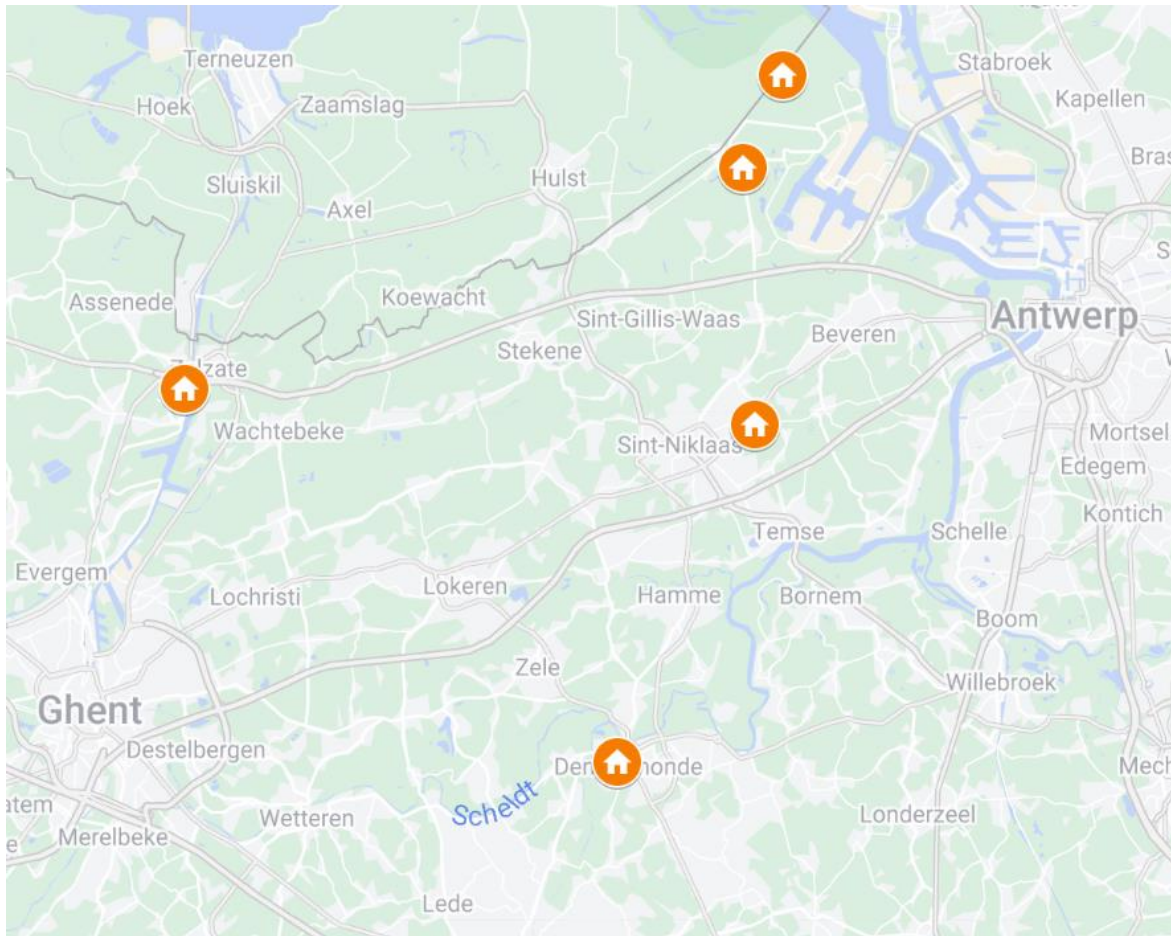 Terneuzen
Stabroek
Hoek
Zaamslag
Kapellen
Sluiskil
Hulst
Axel
Assenede
Koewacht
Sint-Gillis-Waas
Antwerp
Beveren
Stekene
Wachtebeke
Sint-Niklaas
Mortsel
Edegem
Kontich
Temse
Schelle
Evergem
Lochristi
Lokeren
Hamme
Bornem
Boom
Zele
Willebroek
Ghent
Destelbergen
Scheldt
Wetteren
Londerzeel
Merelbeke
Lede